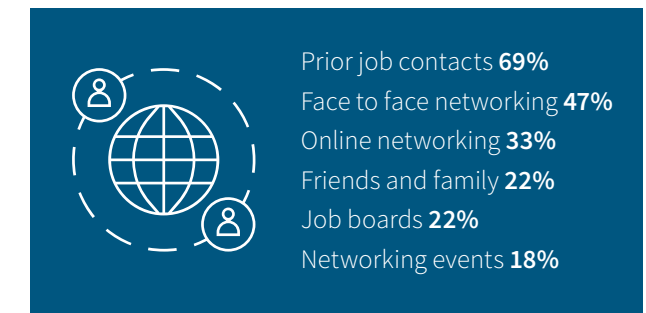 Prior job contacts 69%
Face to face networking 47%
Online networking 33%
Friends and family 22%
Job boards 22%
Networking events 18%